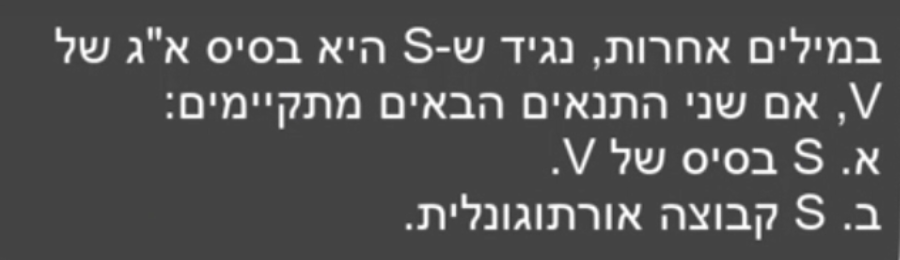 במילים אחרות, נגיד ש-S היא בסיס א"ג של
V, אם שני התנאים הבאים מתקיימים:
א. S בסיס של V.
ב. S קבוצה אורתוגונלית.